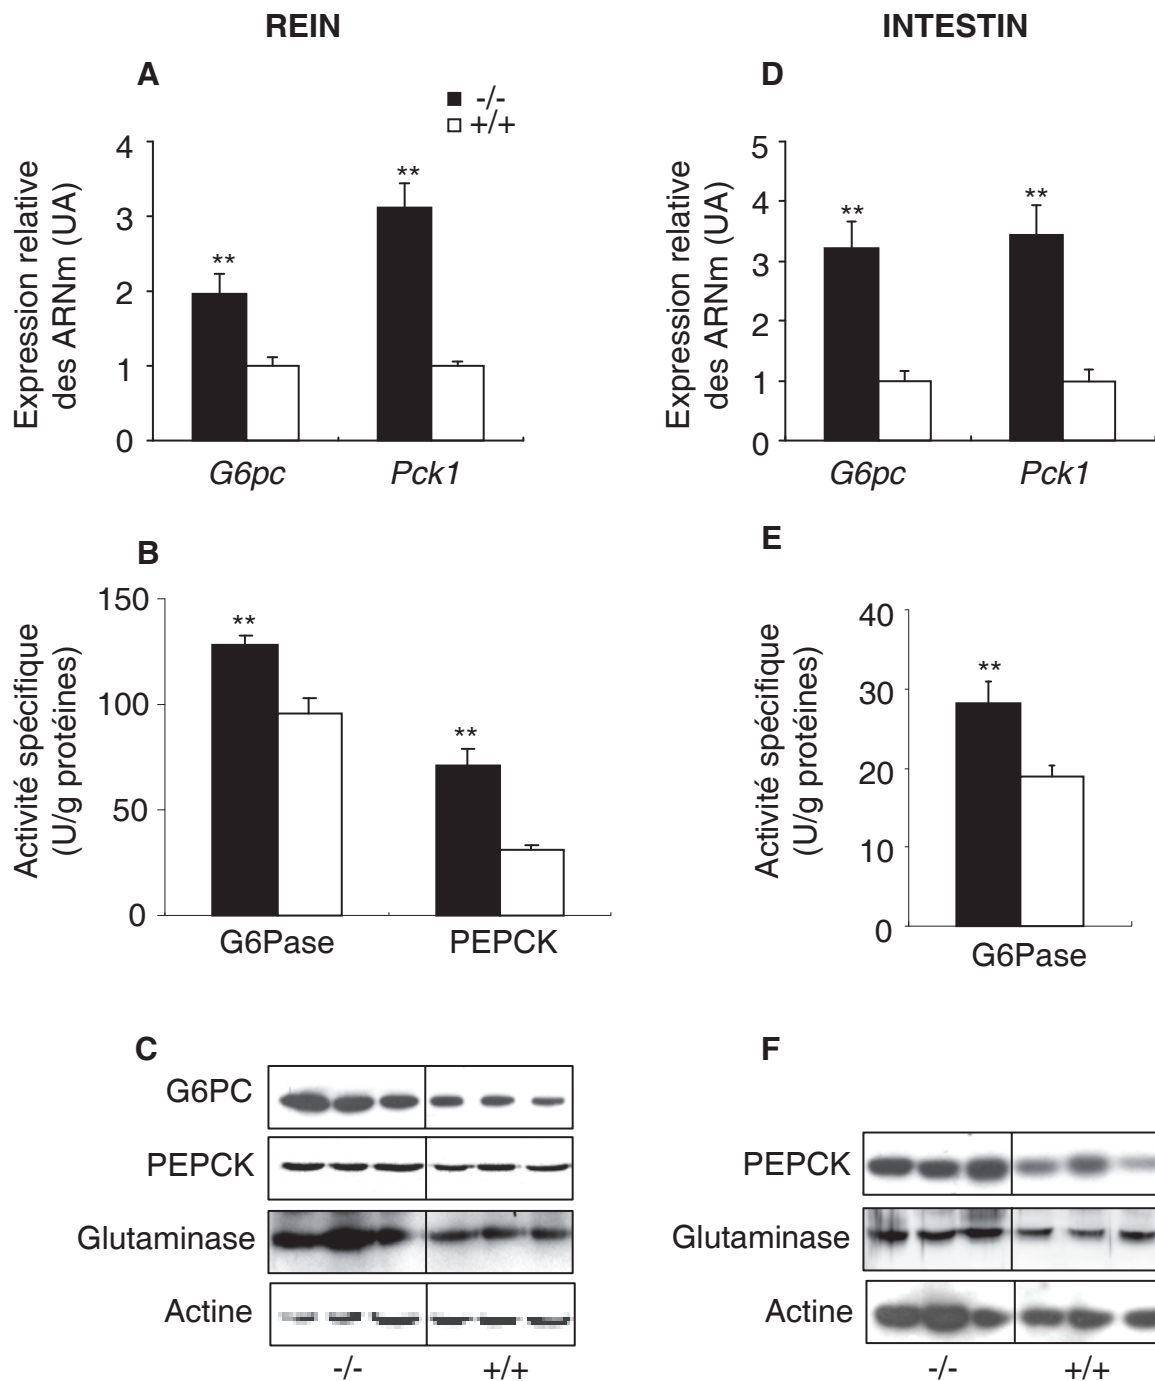 REIN
A
-/-
+/+
Expression relative
des ARNm (UA)
4
3
2
1
0
**
**
G6pc Pck1
B
Activité spécifique
(U/g protéines)
150
100
50
0
**
**
G6Pase PEPCK
C
G6PC
PEPCK
Glutaminase
Actine
-/- +/+
INTESTIN
D
Expression relative
des ARNm (UA)
5
4
3
2
1
0
**
**
G6pc Pck1
E
Activité spécifique
(U/g protéines)
40
30
20
10
0
**
G6Pase
F
PEPCK
Glutaminase
Actine
-/- +/+